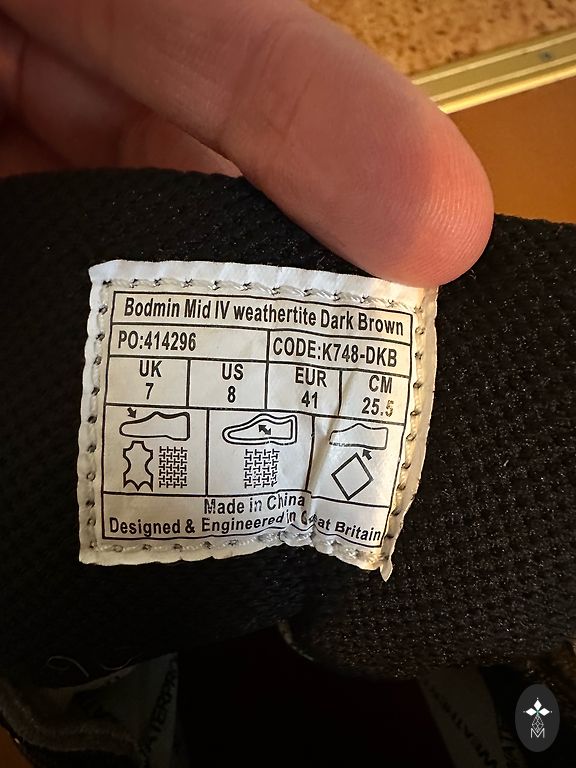 Bodmin Mid IV weathertite Dark Brown
PO:414296
CODE:K748-DKB
UK US EUR CM
7 8 41 25.5
Made in China
Designed & Engineered in Great Britain